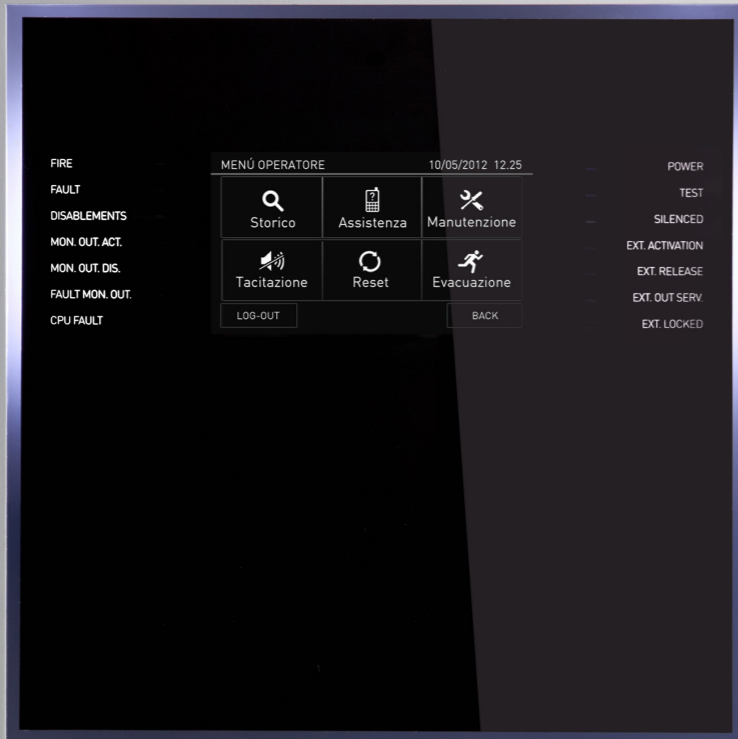 FIRE
FAULT
DISABLEMENTS
MON. OUT. ACT.
MON. OUT. DIS.
FAULT MON. OUT.
CPU FAULT
MENÚ OPERATORE 10/05/2012 12.25
Storico Assistenza Manutenzione
Tacitazione Reset Evacuazione
LOG-OUT BACK
POWER
TEST
SILENCED
EXT. ACTIVATION
EXT. RELEASE
EXT. OUT SERV.
EXT. LOCKED